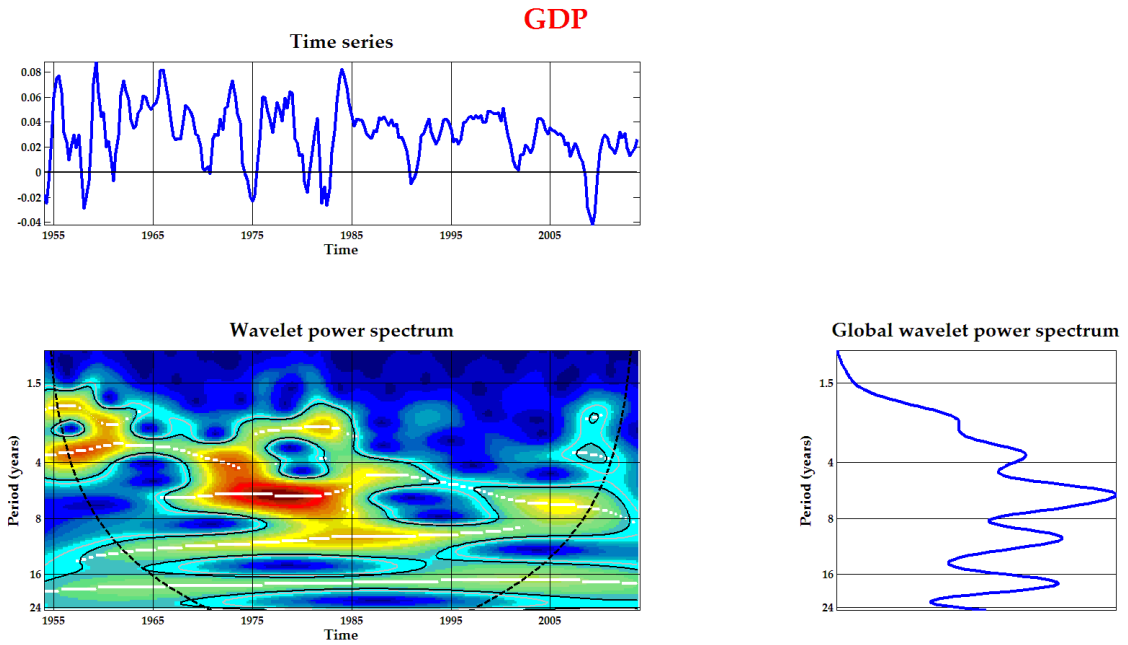 GDP
Time series
0.08
0.06
0.04
0.02
0
-0.02
-0.04
1955 1965 1975 1985 1995 2005
Time
Wavelet power spectrum
Period (years)
1.5
4
8
16
24
1955 1965 1975 1985 1995 2005
Time
Global wavelet power spectrum
Period (years)
1.5
4
8
16
24